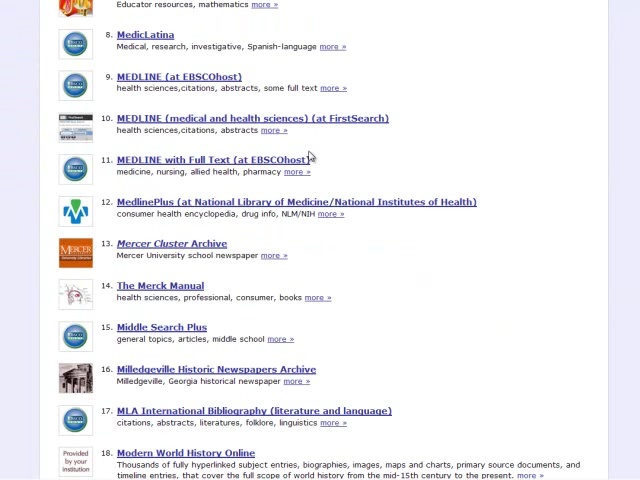 Educator resources, mathematics more »
8. MedicLatina
Medical, research, investigative, Spanish-language more »
9. MEDLINE (at EBSCOhost)
health sciences,citations, abstracts, some full text more »
10. MEDLINE (medical and health sciences) (at FirstSearch)
health sciences,citations, abstracts more »
11. MEDLINE with Full Text (at EBSCOhost)
medicine, nursing, allied health, pharmacy more »
12. MedlinePlus (at National Library of Medicine/National Institutes of Health)
consumer health encyclopedia, drug info, NLM/NIH more »
MERCER
13. Mercer Cluster Archive
Mercer University school newspaper more »
14. The Merck Manual
health sciences, professional, consumer, books more »
15. Middle Search Plus
general topics, articles, middle school more »
16. Milledgeville Historic Newspapers Archive
Milledgeville, Georgia historical newspaper more »
17. MLA International Bibliography (literature and language)
citations, abstracts, literatures, folklore, linguistics more »
Provided
by your
institution
18. Modern World History Online
Thousands of fully hyperlinked subject entries, biographies, images, maps and charts, primary source documents, and
timeline entries, that cover the full scope of world history from the mid-15th century to the present. more »